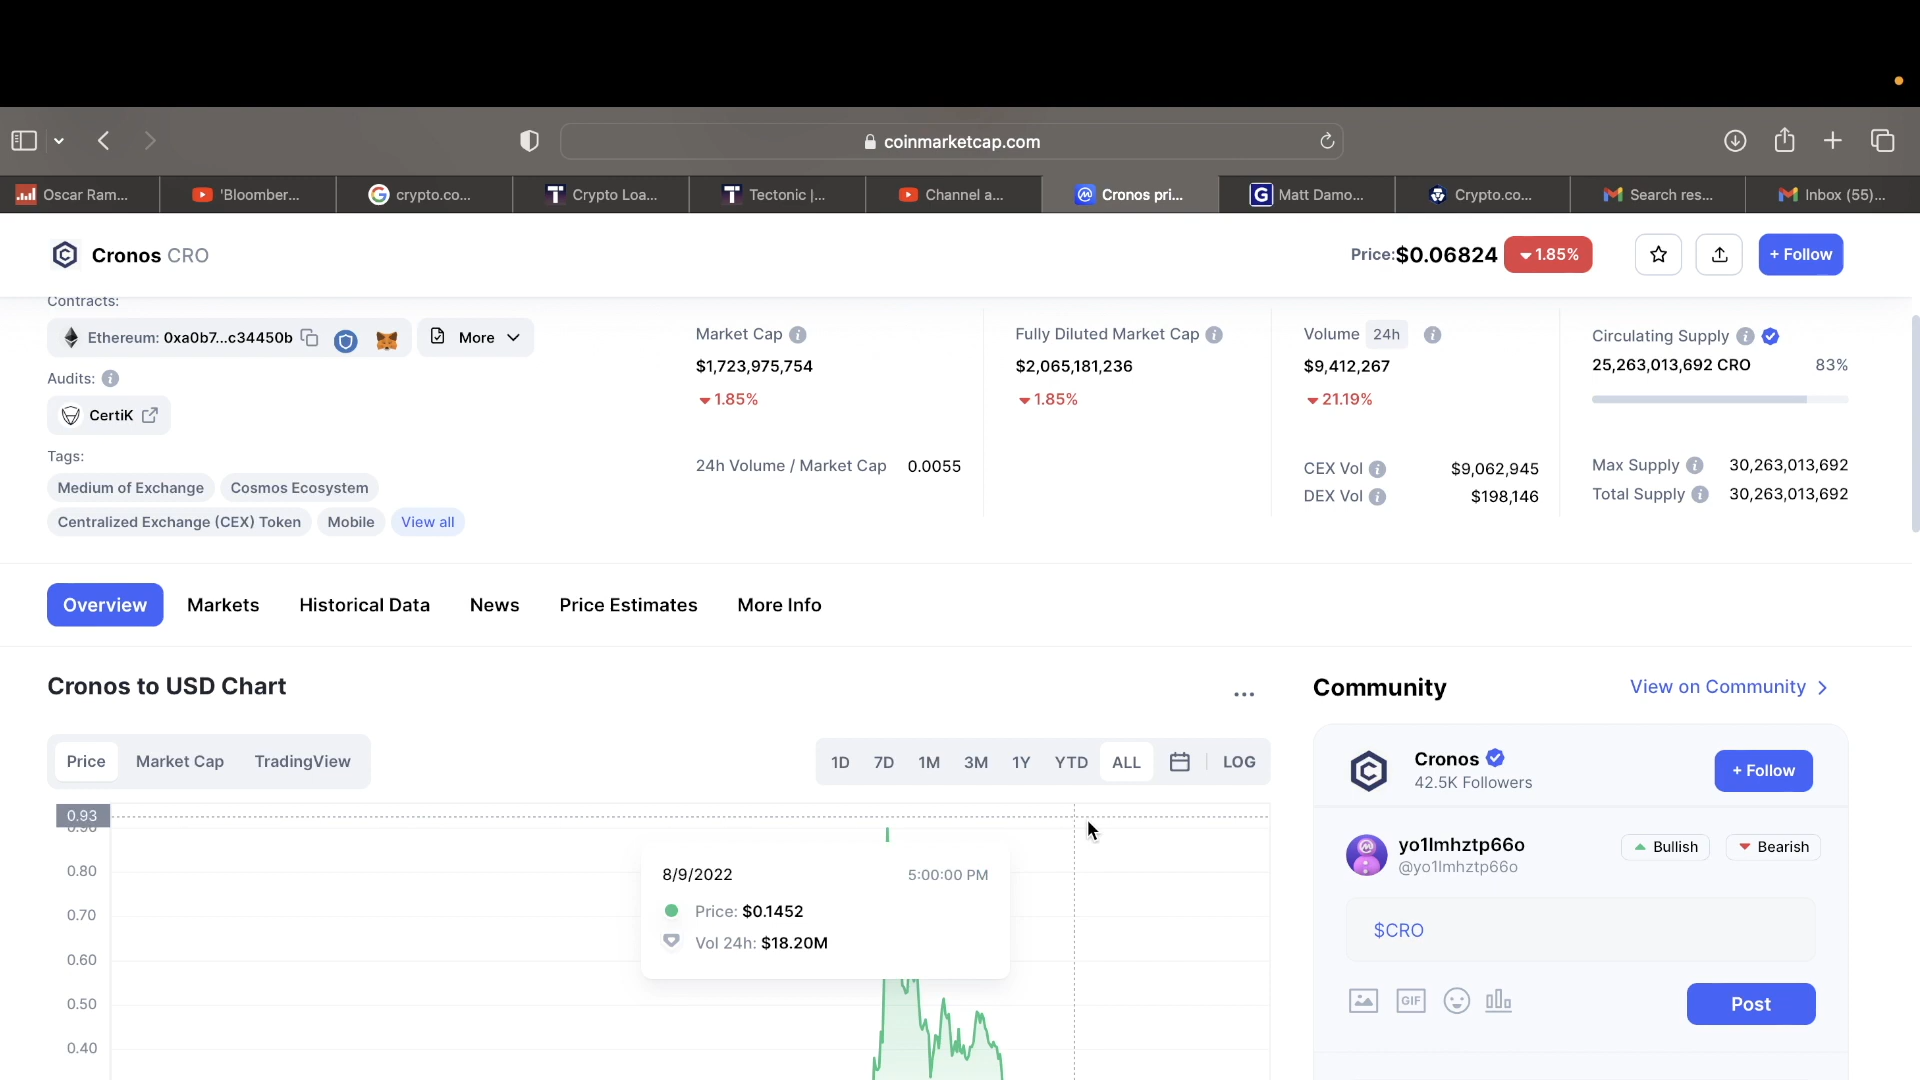 coinmarketcap.com
Oscar Ram...
'Bloomber...
crypto.co...
Crypto Loa...
Tectonic |...
Channel a...
Cronos pri...
Matt Damo...
Crypto.co...
Search res...
Inbox (55)...
Cronos CRO
Price:$0.06824 1.85%
+ Follow
Contracts:
Ethereum: 0xa0b7...c34450b
More
Audits:
CertiK
Tags:
Medium of Exchange
Cosmos Ecosystem
Centralized Exchange (CEX) Token
Mobile
View all
Market Cap
$1,723,975,754
1.85%
24h Volume / Market Cap 0.0055
Fully Diluted Market Cap
$2,065,181,236
1.85%
Volume 24h
$9,412,267
21.19%
CEX Vol $9,062,945
DEX Vol $198,146
Circulating Supply
25,263,013,692 CRO 83%
Max Supply 30,263,013,692
Total Supply 30,263,013,692
Overview
Markets
Historical Data
News
Price Estimates
More Info
Cronos to USD Chart
Price
Market Cap
TradingView
1D 7D 1M 3M 1Y YTD ALL LOG
0.93
0.90
0.80
0.70
0.60
0.50
0.40
8/9/2022 5:00:00 PM
Price: $0.1452
Vol 24h: $18.20M
Community
View on Community
Cronos
42.5K Followers
+ Follow
yo1lmhztp66o
@yo1lmhztp66o
Bullish
Bearish
$CRO
GIF
Post